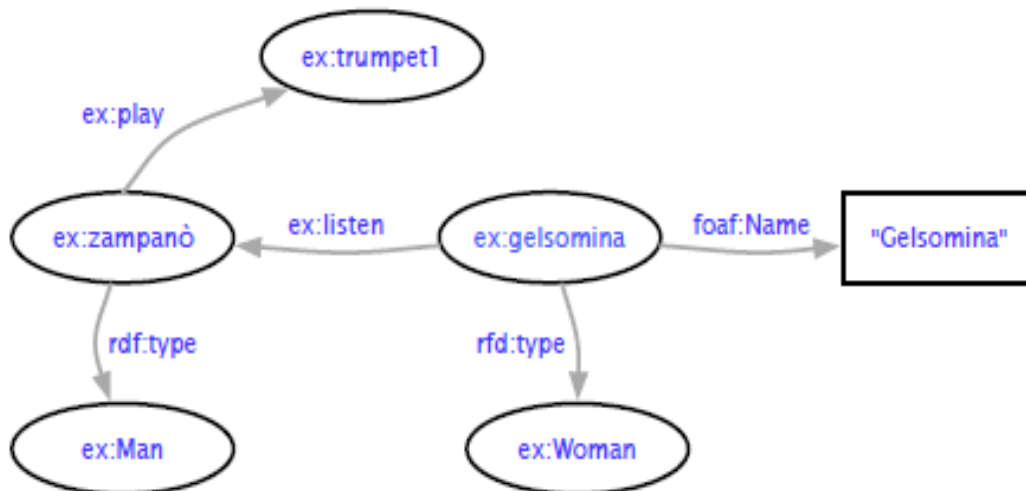 ex:trumpet1
ex:play
ex:zampanò
ex:listen
ex:gelsomina
foaf:Name
"Gelsomina"
rdf:type
rfd:type
ex:Man
ex:Woman